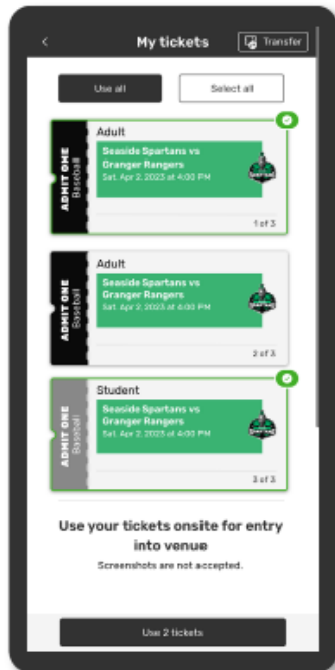 My tickets
Transfer
Use all
Select all
ADMIT ONE
Baseball
Adult
Seaside Spartans vs
Granger Rangers
Sat, Apr 2, 2023 at 4:00 PM
1 of 3
ADMIT ONE
Baseball
Adult
Seaside Spartans vs
Granger Rangers
Sat, Apr 2, 2023 at 4:00 PM
2 of 3
ADMIT ONE
Baseball
Student
Seaside Spartans vs
Granger Rangers
Sat, Apr 2, 2023 at 4:00 PM
3 of 3
Use your tickets onsite for entry
into venue
Screenshots are not accepted.
Use 2 tickets